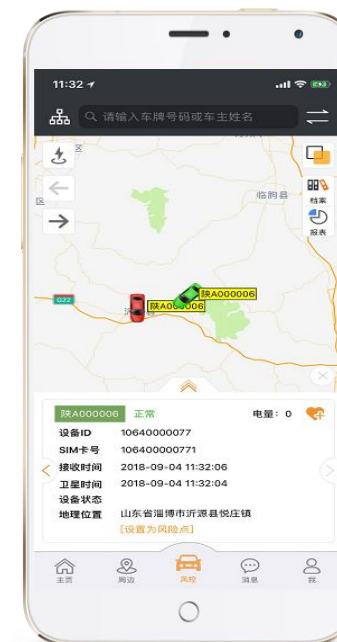 11:32
请输入车牌号码或车主姓名
区
临朐县
档案
报表
区
G22
陕A000006
陕A000006
陕A000006 正常 电量: 0
设备ID 10640000077
SIM卡号 106400000771
接收时间 2018-09-04 11:32:06
卫星时间 2018-09-04 11:32:04
设备状态
地理位置 山东省淄博市沂源县悦庄镇
[设置为风险点]
主页 周边 风控 消息 我